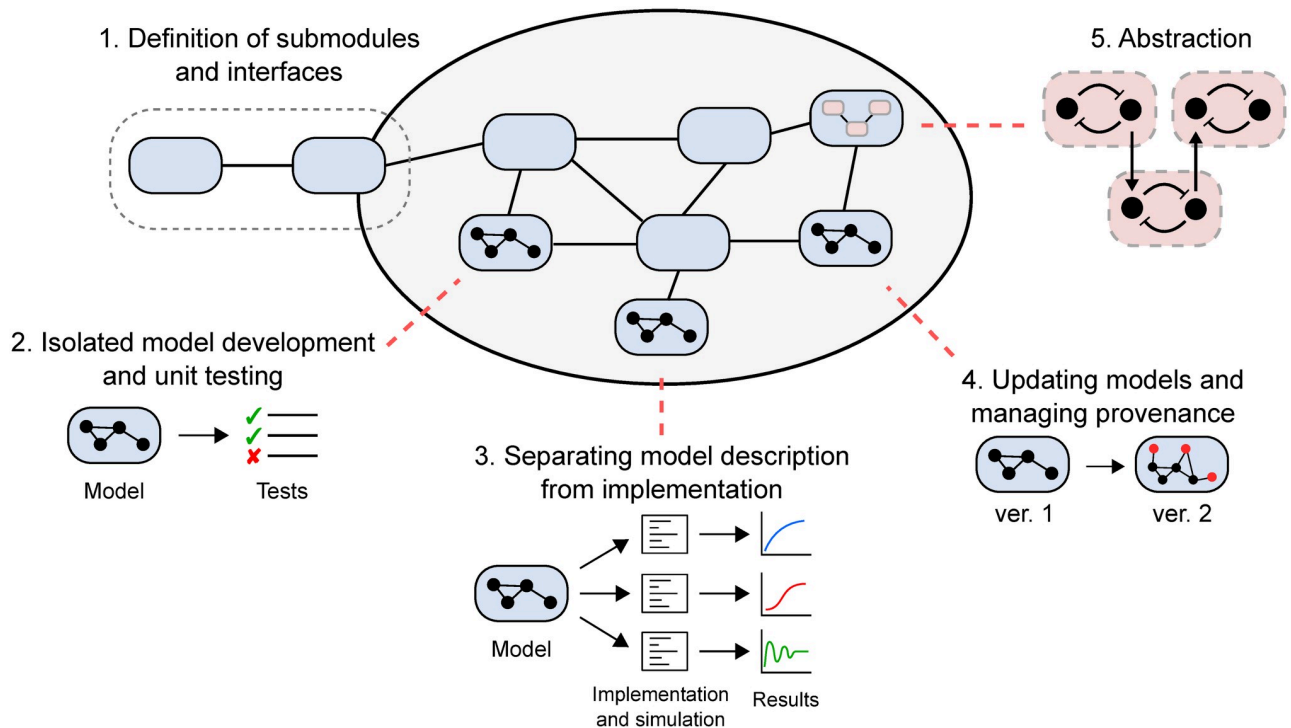 1. Definition of submodules
and interfaces
5. Abstraction
2. Isolated model development
and unit testing
Model
Tests
3. Separating model description
from implementation
Model
Implementation
and simulation
Results
4. Updating models and
managing provenance
ver. 1
ver. 2